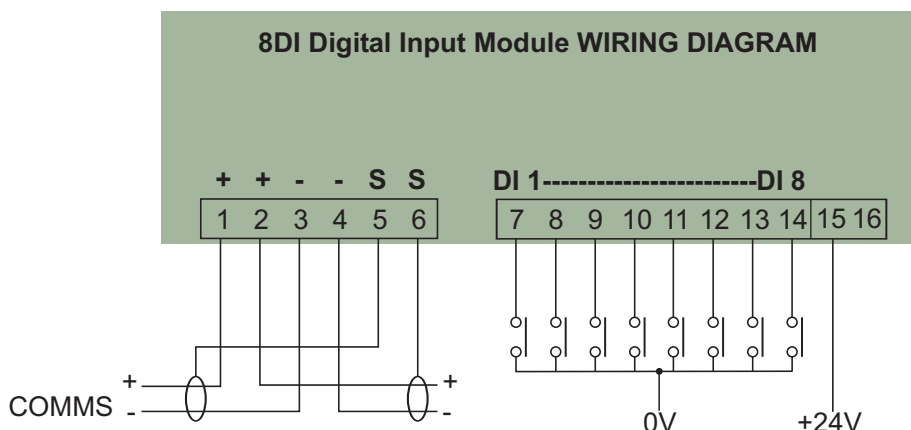 8DI Digital Input Module WIRING DIAGRAM
+ + - - S S
DI 1------------------------DI 8
1 2 3 4 5 6
7 8 9 10 11 12 13 14 15 16
+ +
COMMS - -
0V +24V